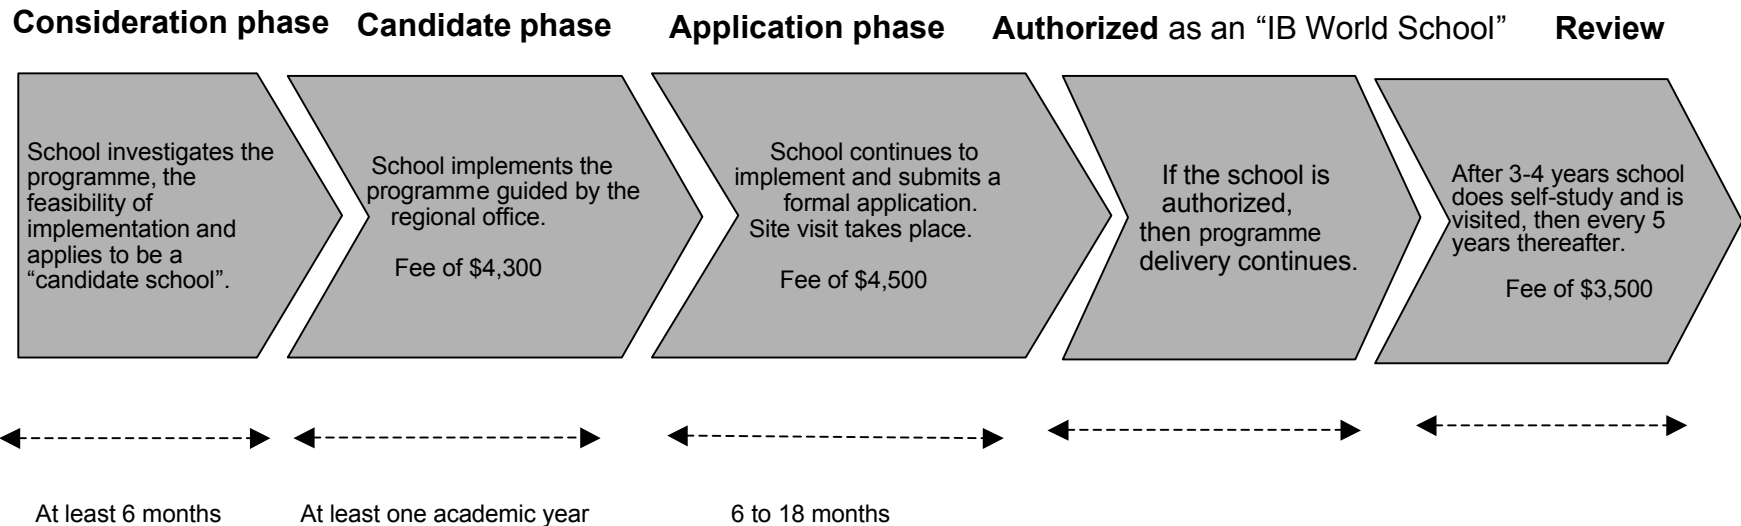 Consideration phase
Candidate phase
Application phase
Authorized as an “IB World School”
Review
School investigates the
programme, the
feasibility of
implementation and
applies to be a
“candidate school”.
School implements the
programme guided by the
regional office.
Fee of $4,300
School continues to
implement and submits a
formal application.
Site visit takes place.
Fee of $4,500
If the school is
authorized,
then programme
delivery continues.
After 3-4 years school
does self-study and is
visited, then every 5
years thereafter.
Fee of $3,500
At least 6 months
At least one academic year
6 to 18 months